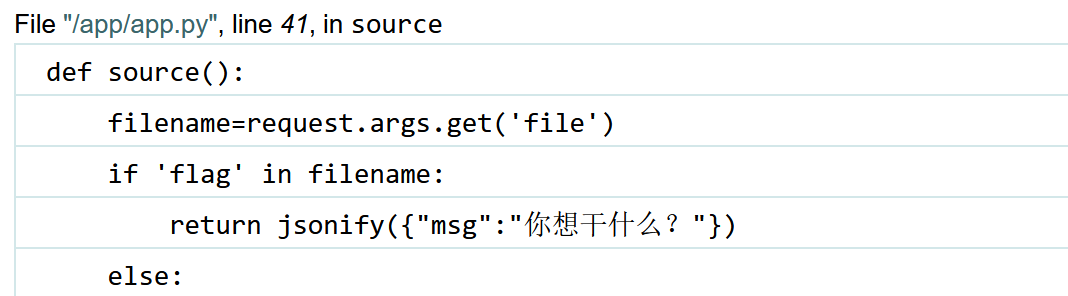 File "/app/app.py", line 41, in source
def source():
filename=request.args.get('file')
if 'flag' in filename:
return jsonify({"msg":"你想干什么？"})
else: